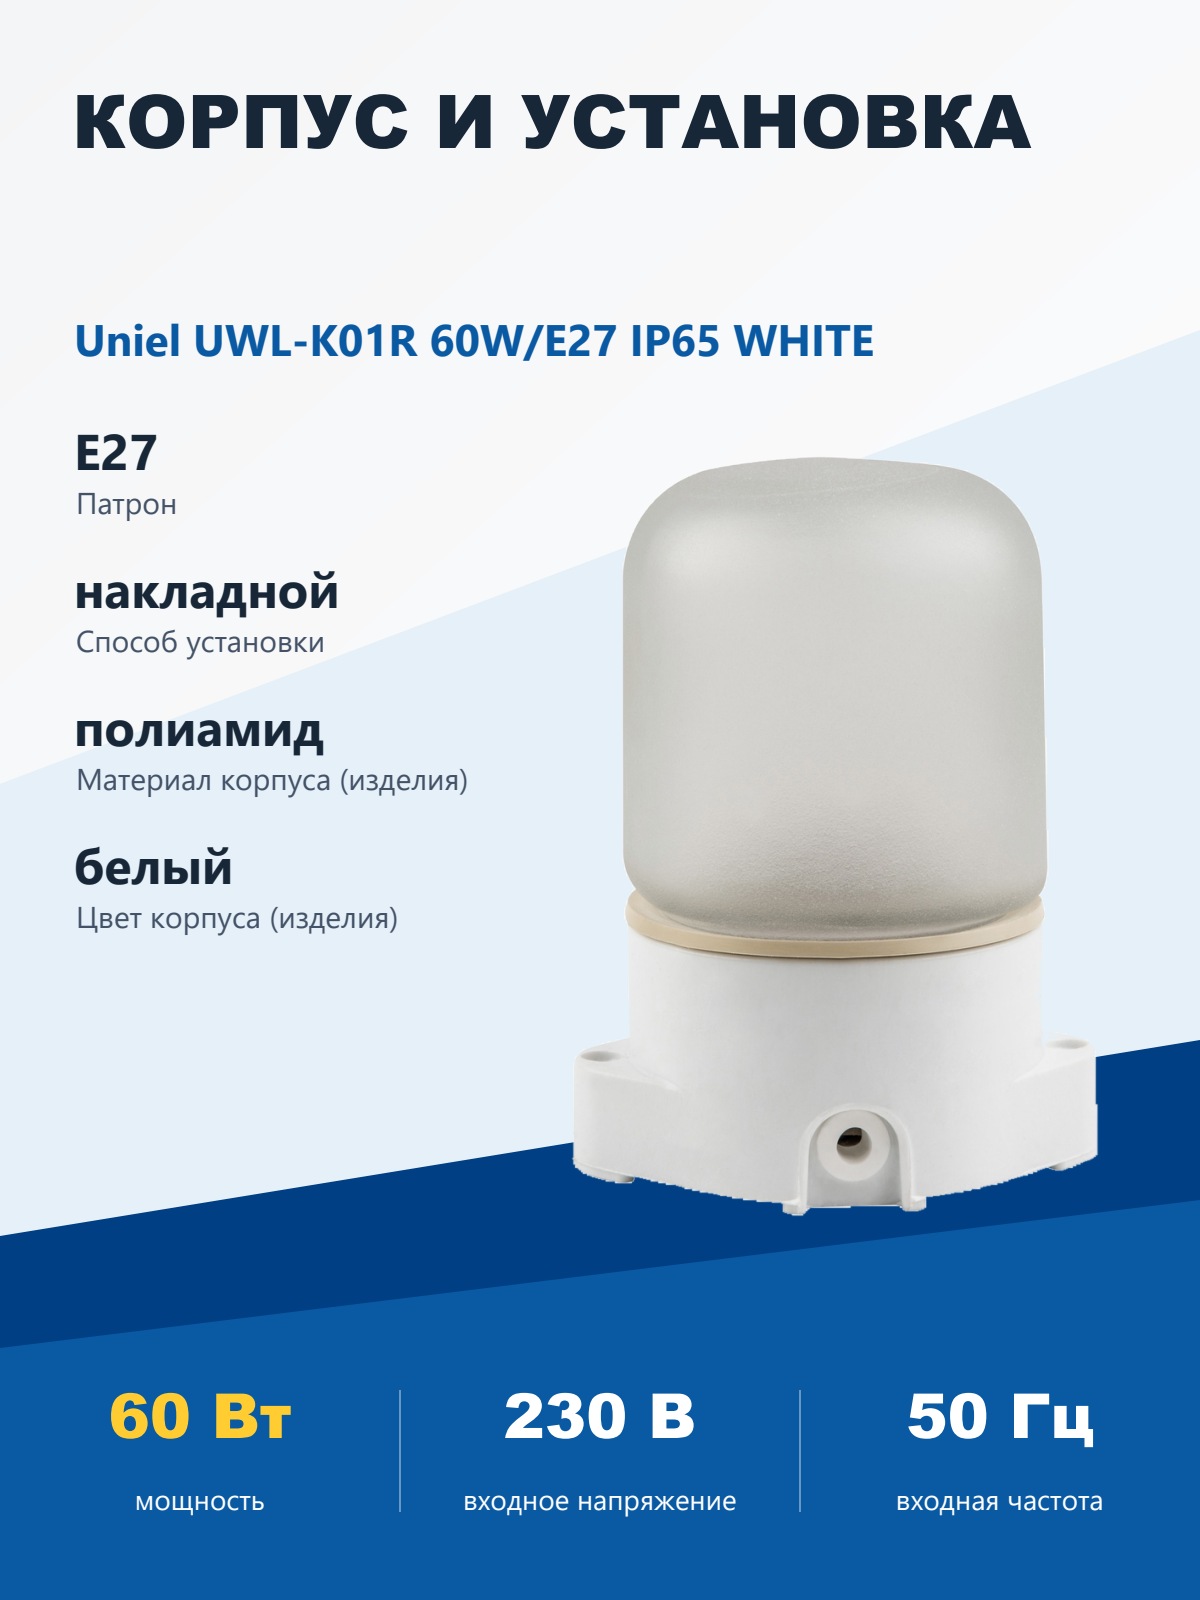 КОРПУС И УСТАНОВКА
Uniel UWL-K01R 60W/E27 IP65 WHITE
E27
Патрон
накладной
Способ установки
полиамид
Материал корпуса (изделия)
белый
Цвет корпуса (изделия)
60 Вт
мощность
230 В
входное напряжение
50 Гц
входная частота